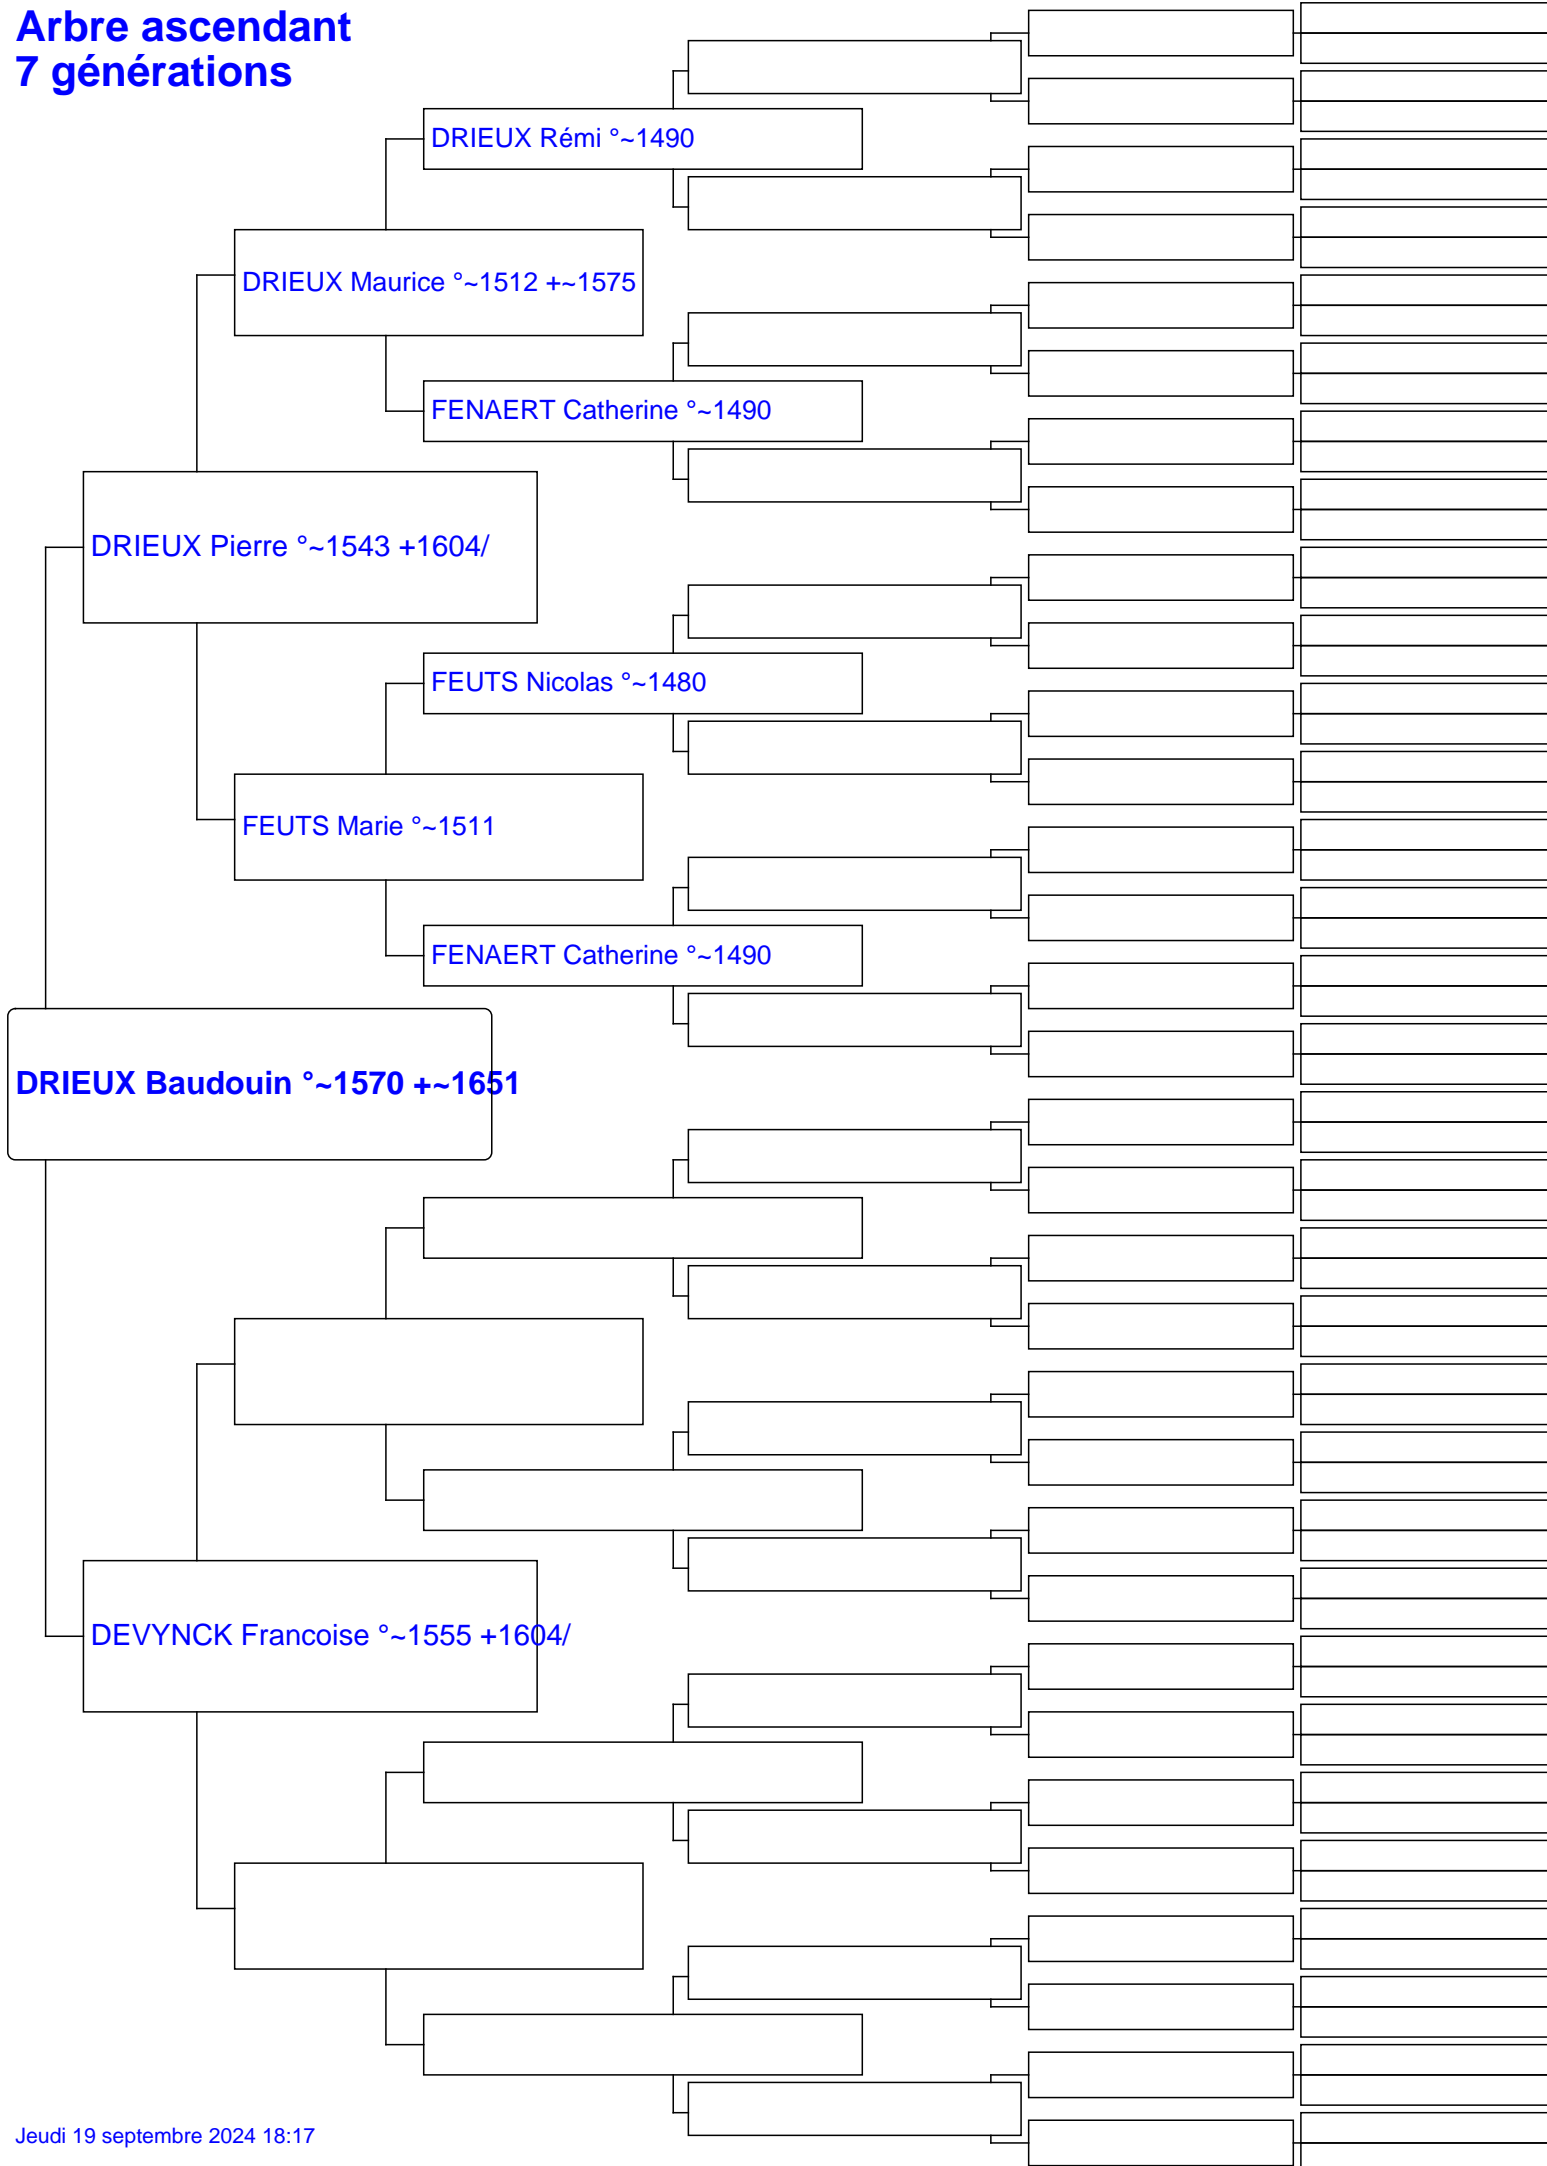 Arbre ascendant
7 générations
DRIEUX Rémi °~1490
DRIEUX Maurice °~1512 +~1575
FENAERT Catherine °~1490
DRIEUX Pierre °~1543 +1604/
FEUTS Nicolas °~1480
FEUTS Marie °~1511
FENAERT Catherine °~1490
DRIEUX Baudouin °~1570 +~1651
DEVYNCK Francoise °~1555 +1604/
Jeudi 19 septembre 2024 18:17